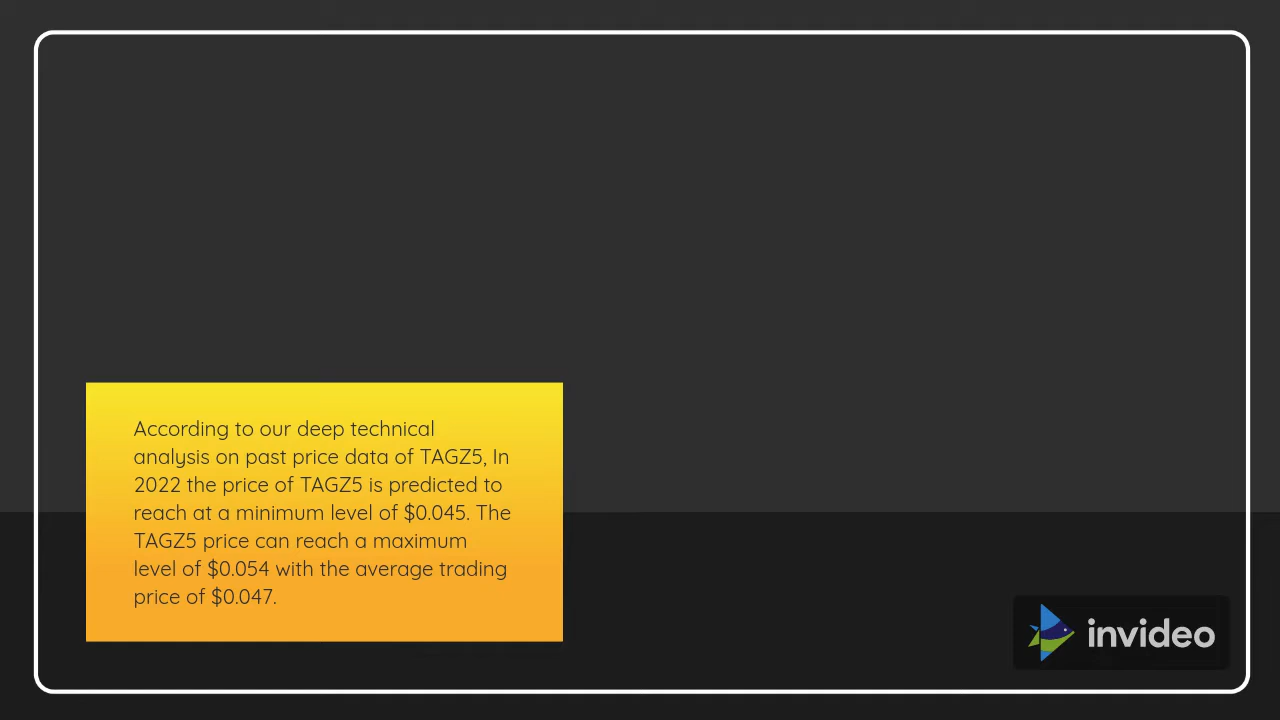 According to our deep technical
analysis on past price data of TAGZ5, In
2022 the price of TAGZ5 is predicted to
reach at a minimum level of $0.045. The
TAGZ5 price can reach a maximum
level of $0.054 with the average trading
price of $0.047.
invideo